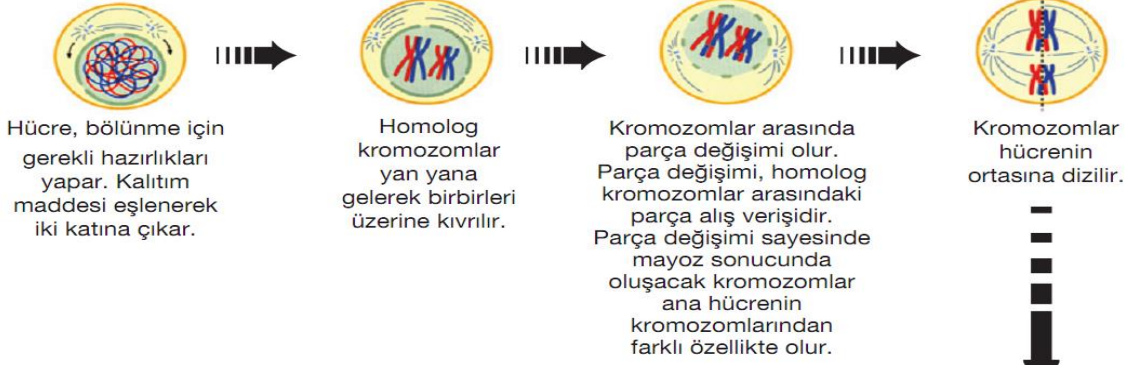 Hücre, bölünme için
gerekli hazırlıkları
yapar. Kalıtım
maddesi eşlenerek
iki katına çıkar.
Homolog
kromozomlar
yan yana
gelerek birbirleri
üzerine kıvrılır.
Kromozomlar arasında
parça değişimi olur.
Parça değişimi, homolog
kromozomlar arasındaki
parça alış verişidir.
Parça değişimi sayesinde
mayoz sonucunda
oluşacak kromozomlar
ana hücrenin
kromozomlarından
farklı özellikte olur.
Kromozomlar
hücrenin
ortasına dizilir.